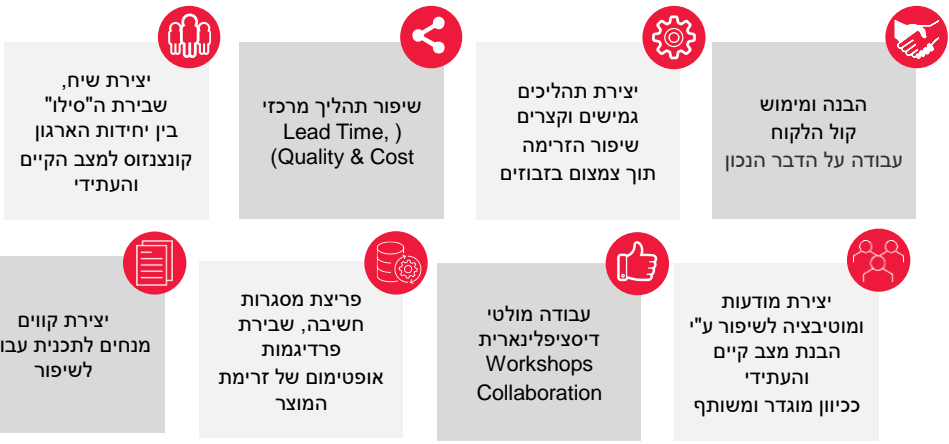 הבנה ומימוש
קול הלקוח
עבודה על הדבר הנכון
יצירת תהליכים
גמישים וקצרים
שיפור הזרימה
תוך צמצום בזבוזים
שיפור תהליך מרכזי
Lead Time, )
(Quality & Cost
יצירת שיח,
שבירת ה"סילו"
בין יחידות הארגון
קונצנזוס למצב הקיים
והעתידי
יצירת מודעות
ומוטיבציה לשיפור ע"י
הבנת מצב קיים
והעתידי
ככיוון מוגדר ומשותף
עבודה מולטי
דיסציפלינארית
Workshops
Collaboration
פריצת מסגרות
חשיבה, שבירת
פרדיגמות
אופטימום של זרימת
המוצר
יצירת קווים
מנחים לתכנית עבו
לשיפור